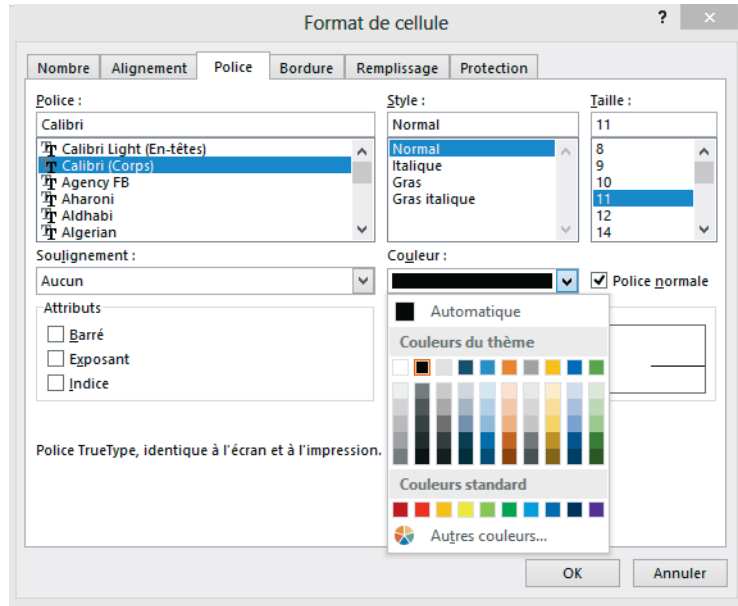 Format de cellule ? ×
Nombre Alignement Police Bordure Remplissage Protection
Police : Style : Taille :
Calibri Normal 11
Calibri Light (En-têtes) Normal 8
Calibri (Corps) Italique 9
Agency FB Gras 10
Aharoni Gras italique 11
Aldhabi 12
Algerian 14
Soulignement : Couleur :
Aucun Police normale
Attributs Automatique
Barré Couleurs du thème
Exposant
Indice
Police TrueType, identique à l'écran et à l'impression.
Couleurs standard
Autres couleurs...
OK Annuler